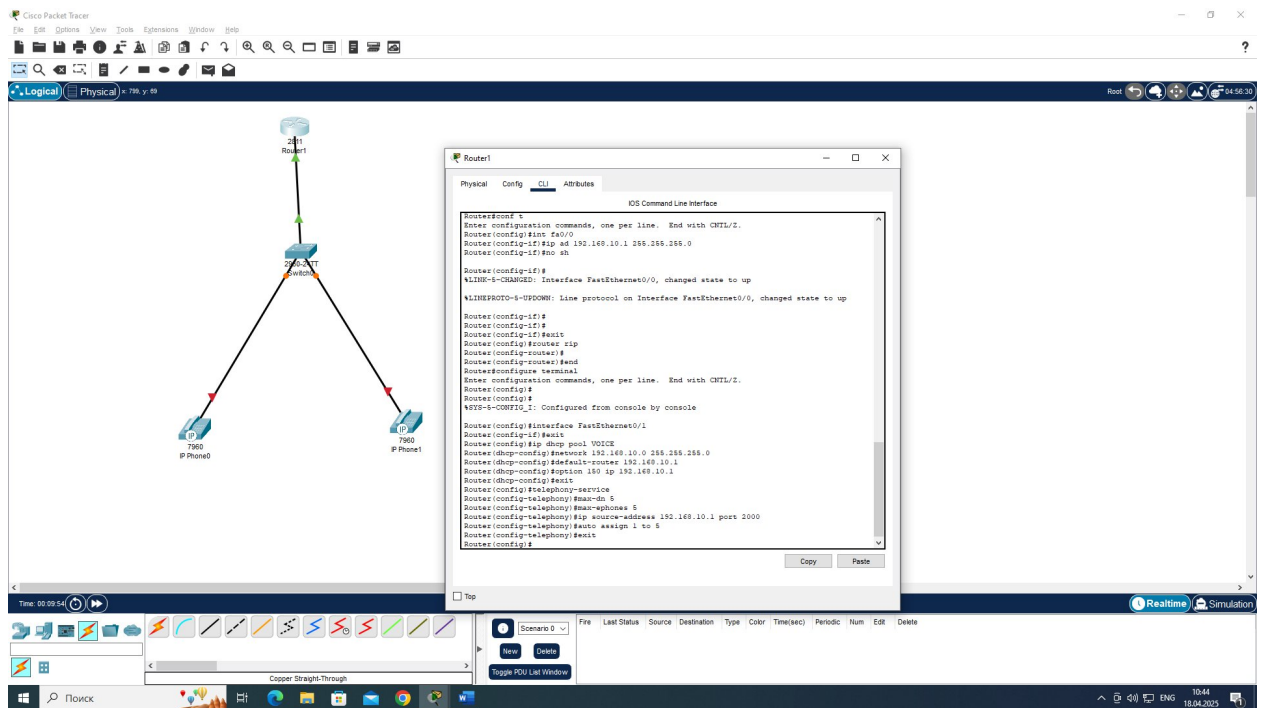 Cisco Packet Tracer
File Edit Options View Tools Extensions Window Help
?
Logical Physical x: 799, y: 69
Root 04:56:30
2811
Router1
2960-24TT
Switch0
IP
7960
IP Phone0
IP
7960
IP Phone1
Router1
Physical Config CLI Attributes
IOS Command Line Interface
Router#conf t
Enter configuration commands, one per line. End with CNTL/Z.
Router(config)#int fa0/0
Router(config-if)#ip ad 192.168.10.1 255.255.255.0
Router(config-if)#no sh
Router(config-if)#
%LINK-5-CHANGED: Interface FastEthernet0/0, changed state to up
%LINEPROTO-5-UPDOWN: Line protocol on Interface FastEthernet0/0, changed state to up
Router(config-if)#
Router(config-if)#
Router(config-if)#exit
Router(config)#router rip
Router(config-router)#
Router(config-router)#end
Router#configure terminal
Enter configuration commands, one per line. End with CNTL/Z.
Router(config)#
Router(config)#
%SYS-5-CONFIG_I: Configured from console by console
Router(config)#interface FastEthernet0/1
Router(config-if)#exit
Router(config)#ip dhcp pool VOICE
Router(dhcp-config)#network 192.168.10.0 255.255.255.0
Router(dhcp-config)#default-router 192.168.10.1
Router(dhcp-config)#option 150 ip 192.168.10.1
Router(dhcp-config)#exit
Router(config)#telephony-service
Router(config-telephony)#max-dn 5
Router(config-telephony)#max-ephones 5
Router(config-telephony)#ip source-address 192.168.10.1 port 2000
Router(config-telephony)#auto assign 1 to 5
Router(config-telephony)#exit
Router(config)#
Copy Paste
Top
Time: 00:09:54
Realtime Simulation
Scenario 0
New Delete
Toggle PDU List Window
Fire Last Status Source Destination Type Color Time(sec) Periodic Num Edit Delete
Copper Straight-Through
Поиск
ENG
10:44
18.04.2025